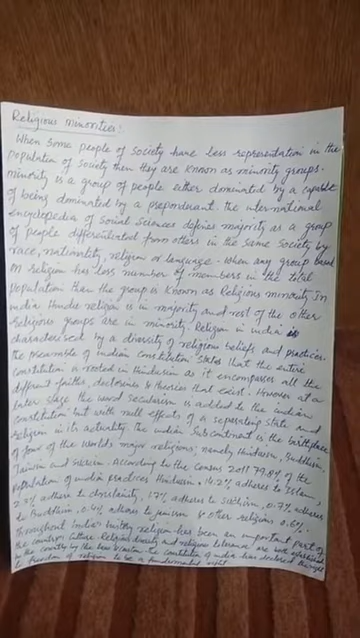 Religious minorities:
When some people of society have less representation in the
population of society then they are known as minority groups.
minority is a group of people either dominated by a capable
of being dominated by a preponderant. the international
encyclopedia of Social Sciences defines majority as a group
of people differentiated from others in the same society by
race, nationality, religion or language. When any group based
on religion has less number of members in the total
population then the group is known as Religious minority in
india Hindu religion is in majority and rest of the other
religious groups are in minority. Religion in india is
characterised by a diversity of religious beliefs and practices.
the preamble of indian constitution states that the entire
Constitution is rooted in Hinduism as it encompasses all the
different faiths, doctrines & theories that exist. However at a
later stage the word secularism is added to the indian
Constitution but with null effects of a separating state and
religion in its actuality. the indian Subcontinent is the birthplace
of four of the world's major religions; namely Hinduism, Buddhism,
Jainism and sikhism. According to the census 2011 79.8% of the
population of india practices Hinduism, 14.2% adheres to Islam,
2.3% adheres to christianity, 1.7% adheres to Sikhism, 0.7% adheres
to Buddhism, 0.4% adheres to jainism & other religions 0.6%.
Throughout India's history religion has been an important part of
the country's culture. Religious diversity and religious tolerance are both established
in the country by the law & custom the constitution of india has declared the right
to freedom of religion to be a fundamental right